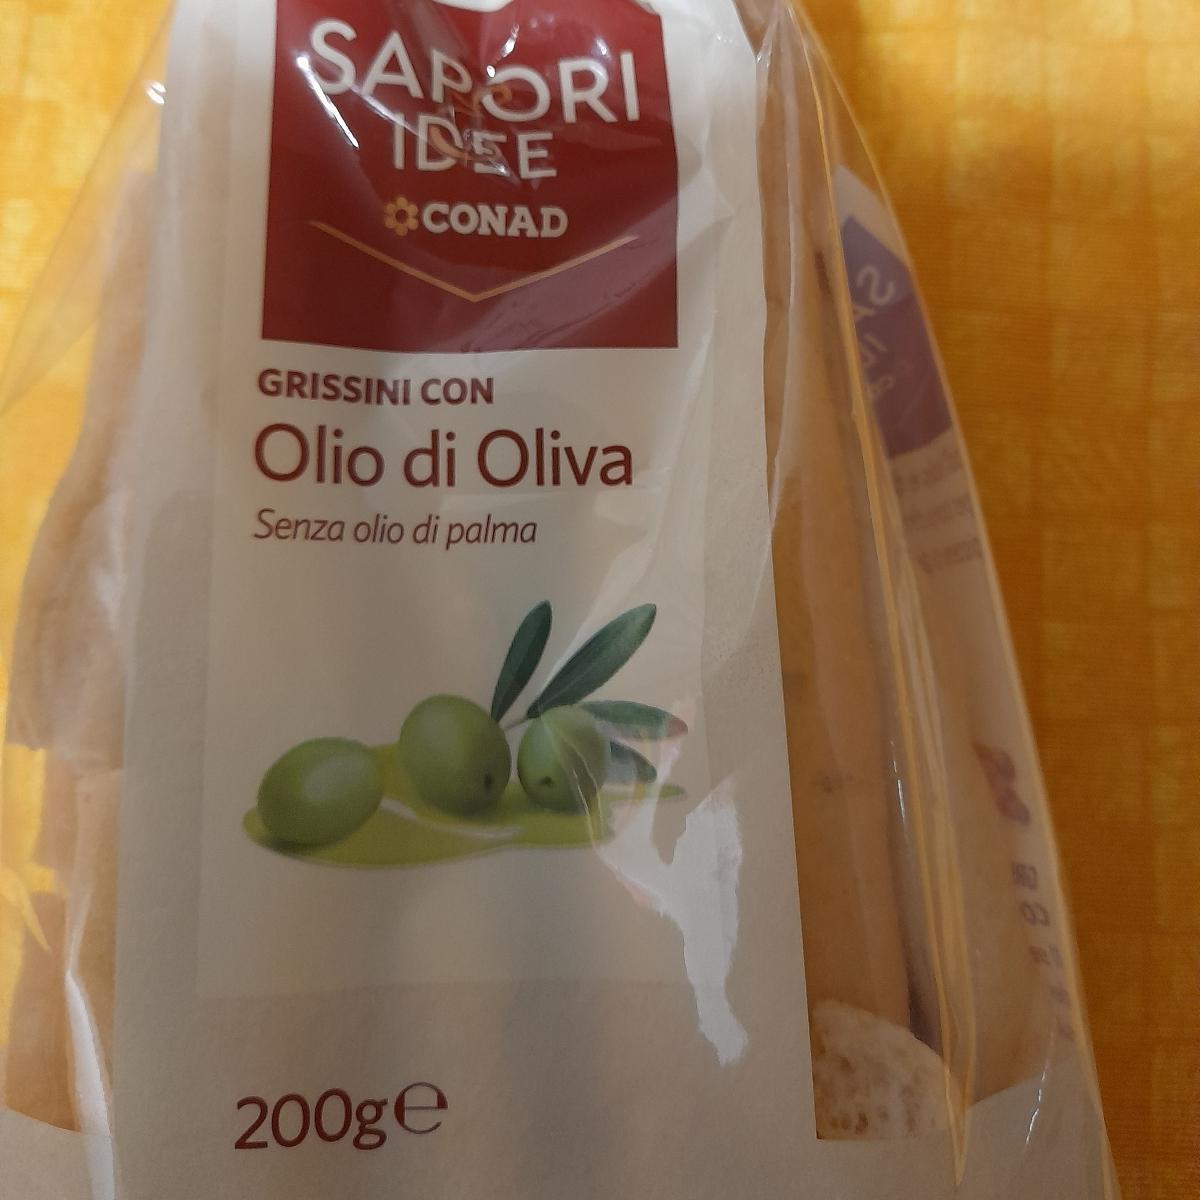 SAPORI
IDEE
CONAD
GRISSINI CON
Olio di Oliva
Senza olio di palma
200g℮